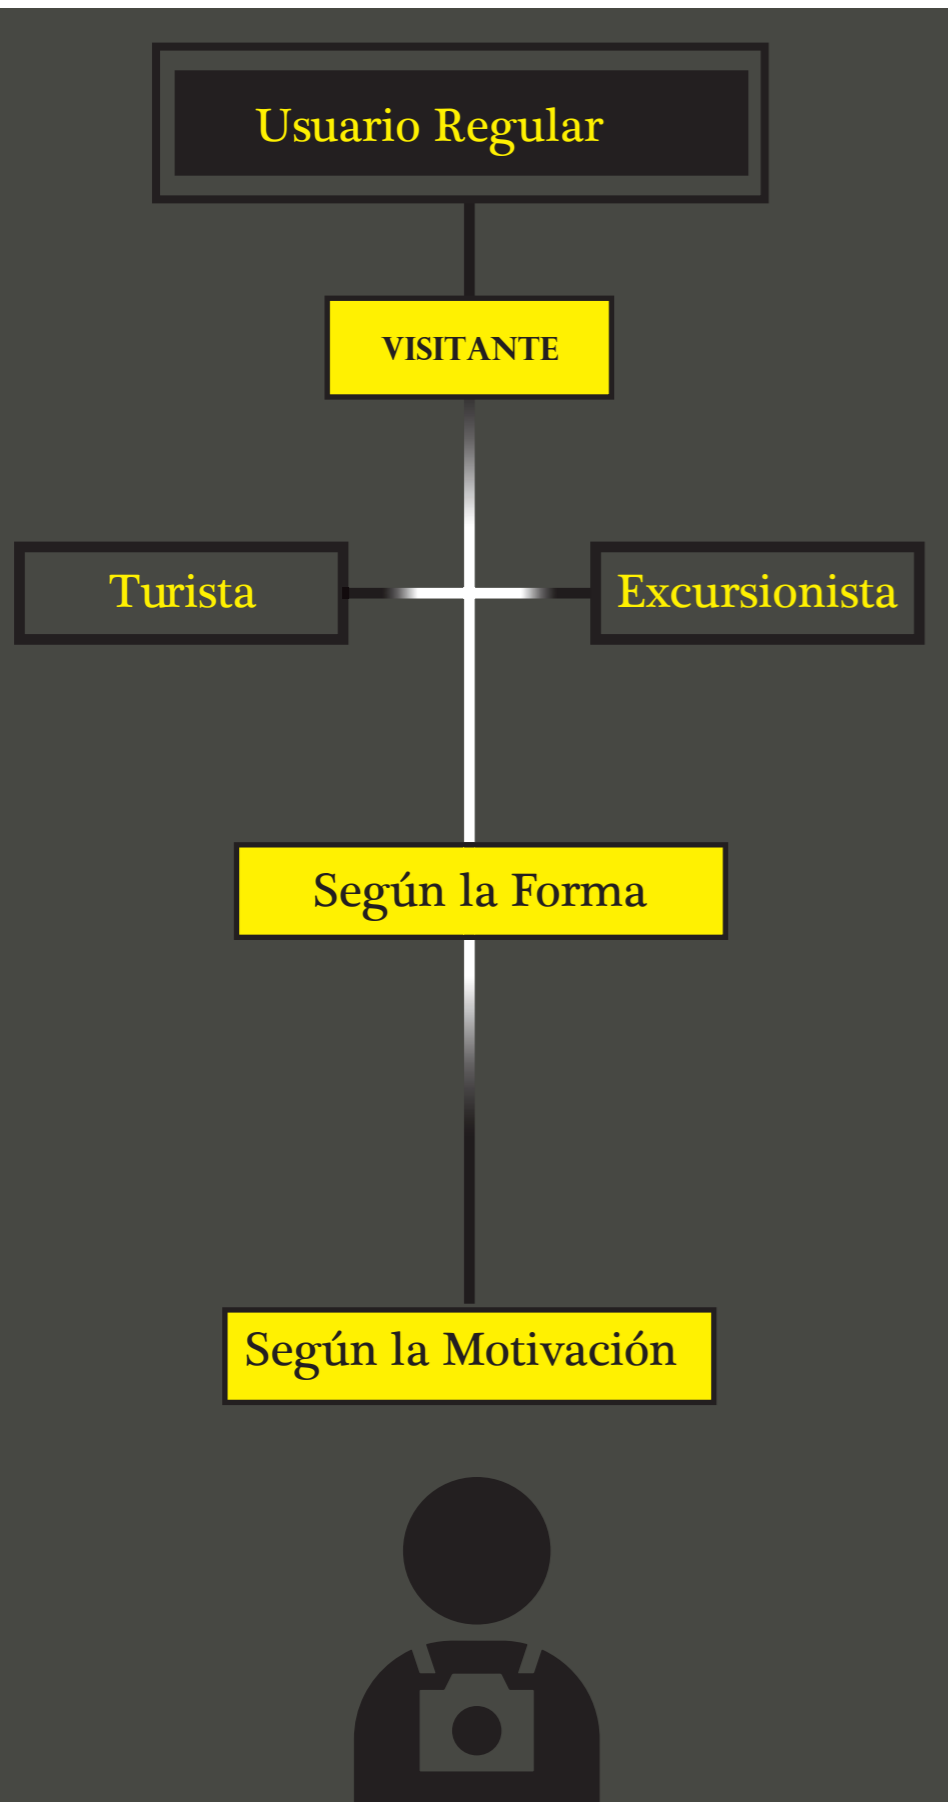 Usuario Regular
VISITANTE
Turista
Excursionista
Según la Forma
Según la Motivación